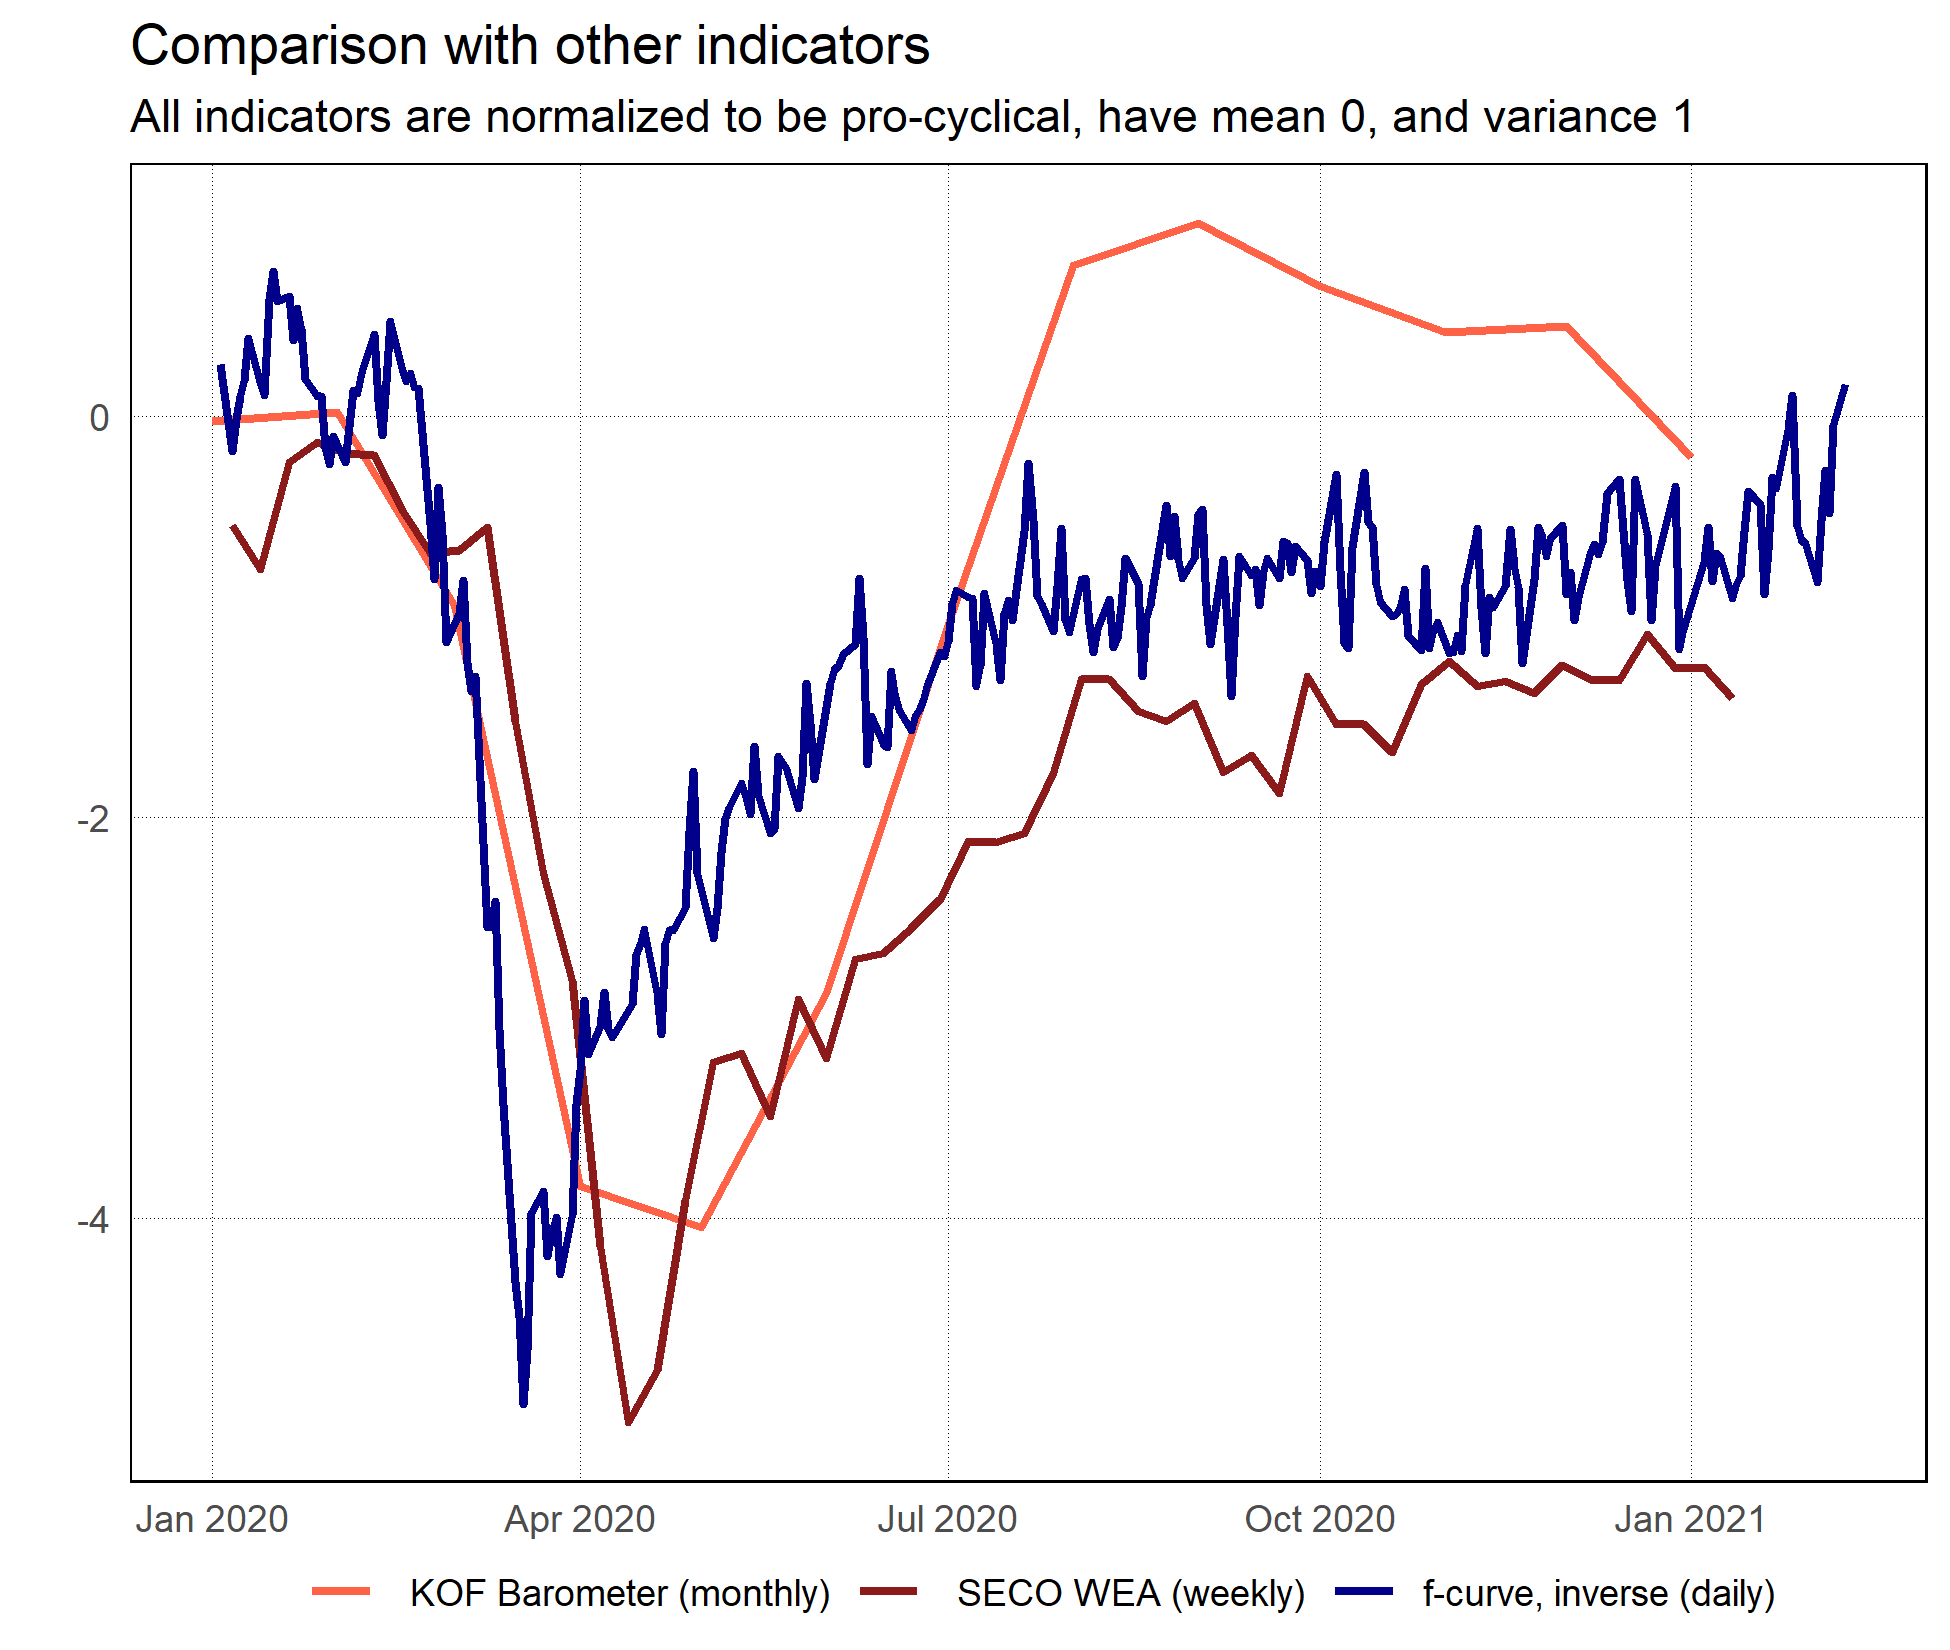 Comparison with other indicators
All indicators are normalized to be pro-cyclical, have mean 0, and variance 1
0
-2
-4
Jan 2020 Apr 2020 Jul 2020 Oct 2020 Jan 2021
KOF Barometer (monthly) SECO WEA (weekly) f-curve, inverse (daily)